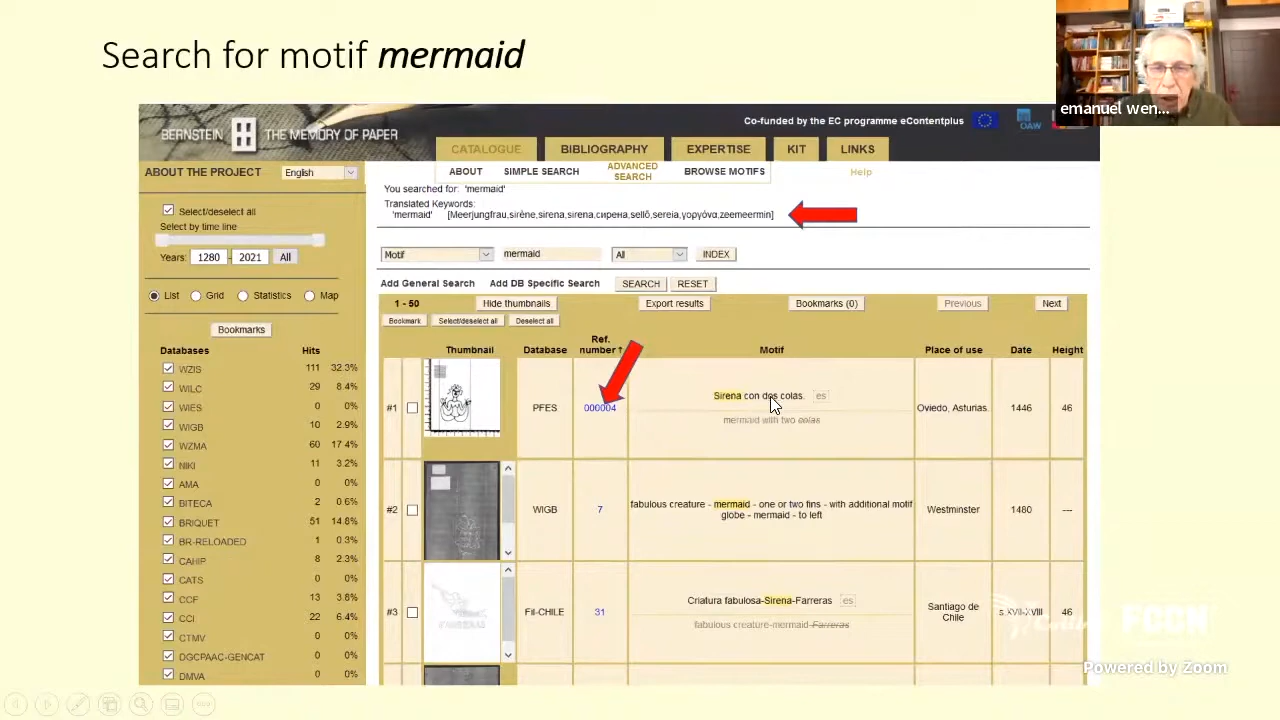 Search for motif mermaid
emanuel wen...
BERNSTEIN THE MEMORY OF PAPER
Co-funded by the EC programme eContentplus
OAW
CATALOGUE BIBLIOGRAPHY EXPERTISE KIT LINKS
ABOUT THE PROJECT English
ABOUT SIMPLE SEARCH ADVANCED SEARCH BROWSE MOTIFS Help
You searched for: 'mermaid'
Translated Keywords:
'mermaid' [Meerjungfrau,sirène,sirena,sirena,сирена,sellő,sereia,γοργόνα,zeemeermin]
Select/deselect all
Select by time line
Years: 1280 - 2021 All
Motif mermaid All INDEX
Add General Search Add DB Specific Search SEARCH RESET
List Grid Statistics Map
1 - 50 Hide thumbnails Export results Bookmarks (0) Previous Next
Bookmark Select/deselect all Deselect all
Bookmarks
Thumbnail Database Ref. number ↑ Motif Place of use Date Height
#1 PFES 000004 Sirena con dos colas. es Oviedo, Asturias. 1446 46
mermaid with two colas
#2 WIGB 7 fabulous creature - mermaid - one or two fins - with additional motif Westminster 1480 ---
globe - mermaid - to left
#3 Fil-CHILE 31 Criatura fabulosa-Sirena-Farreras es Santiago de Chile s.XVII-XVIII 46
fabulous creature-mermaid-Farreras
Databases Hits
WZIS 111 32.3%
WILC 29 8.4%
WIES 0 0%
WIGB 10 2.9%
WZMA 60 17.4%
NIKI 11 3.2%
AMA 0 0%
BITECA 2 0.6%
BRIQUET 51 14.8%
BR-RELOADED 1 0.3%
CAHIP 8 2.3%
CATS 0 0%
CCF 13 3.8%
CCI 22 6.4%
CTMV 0 0%
DGCPAAC-GENCAT 0 0%
DMVA 0 0%
FCCN
Powered by Zoom